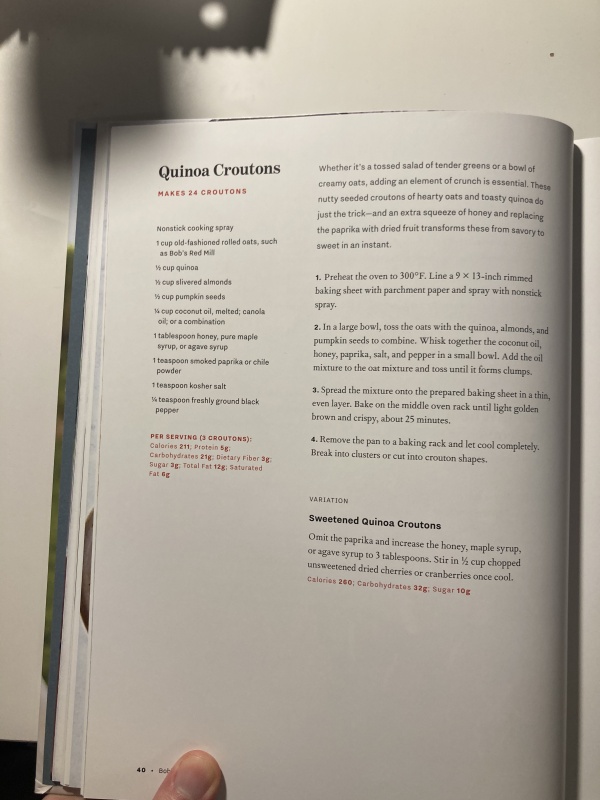 Quinoa Croutons
MAKES 24 CROUTONS
Nonstick cooking spray
1 cup old-fashioned rolled oats, such
as Bob's Red Mill
½ cup quinoa
½ cup slivered almonds
½ cup pumpkin seeds
¼ cup coconut oil, melted; canola
oil; or a combination
1 tablespoon honey, pure maple
syrup, or agave syrup
1 teaspoon smoked paprika or chile
powder
1 teaspoon kosher salt
¼ teaspoon freshly ground black
pepper
PER SERVING (3 CROUTONS):
Calories 211; Protein 5g;
Carbohydrates 21g; Dietary Fiber 3g;
Sugar 3g; Total Fat 12g; Saturated
Fat 6g
Whether it's a tossed salad of tender greens or a bowl of
creamy oats, adding an element of crunch is essential. These
nutty seeded croutons of hearty oats and toasty quinoa do
just the trick—and an extra squeeze of honey and replacing
the paprika with dried fruit transforms these from savory to
sweet in an instant.
1. Preheat the oven to 300°F. Line a 9 × 13-inch rimmed
baking sheet with parchment paper and spray with nonstick
spray.
2. In a large bowl, toss the oats with the quinoa, almonds, and
pumpkin seeds to combine. Whisk together the coconut oil,
honey, paprika, salt, and pepper in a small bowl. Add the oil
mixture to the oat mixture and toss until it forms clumps.
3. Spread the mixture onto the prepared baking sheet in a thin,
even layer. Bake on the middle oven rack until light golden
brown and crispy, about 25 minutes.
4. Remove the pan to a baking rack and let cool completely.
Break into clusters or cut into crouton shapes.
VARIATION
Sweetened Quinoa Croutons
Omit the paprika and increase the honey, maple syrup,
or agave syrup to 3 tablespoons. Stir in ½ cup chopped
unsweetened dried cherries or cranberries once cool.
Calories 260; Carbohydrates 32g; Sugar 10g
40 •